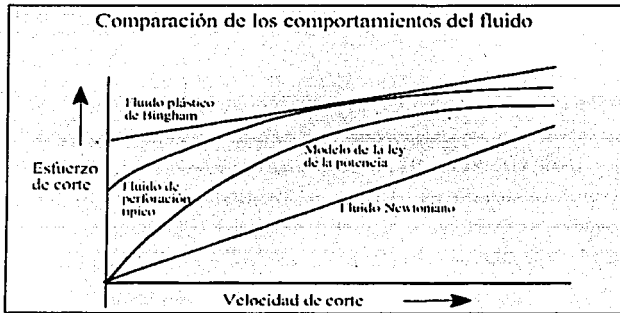 Comparación de los comportamientos del fluido
Fluido plástico
de Bingham
Esfuerzo
de corte
Fluido de
perforación
típico
Modelo de la ley
de la potencia
Fluido Newtoniano
Velocidad de corte